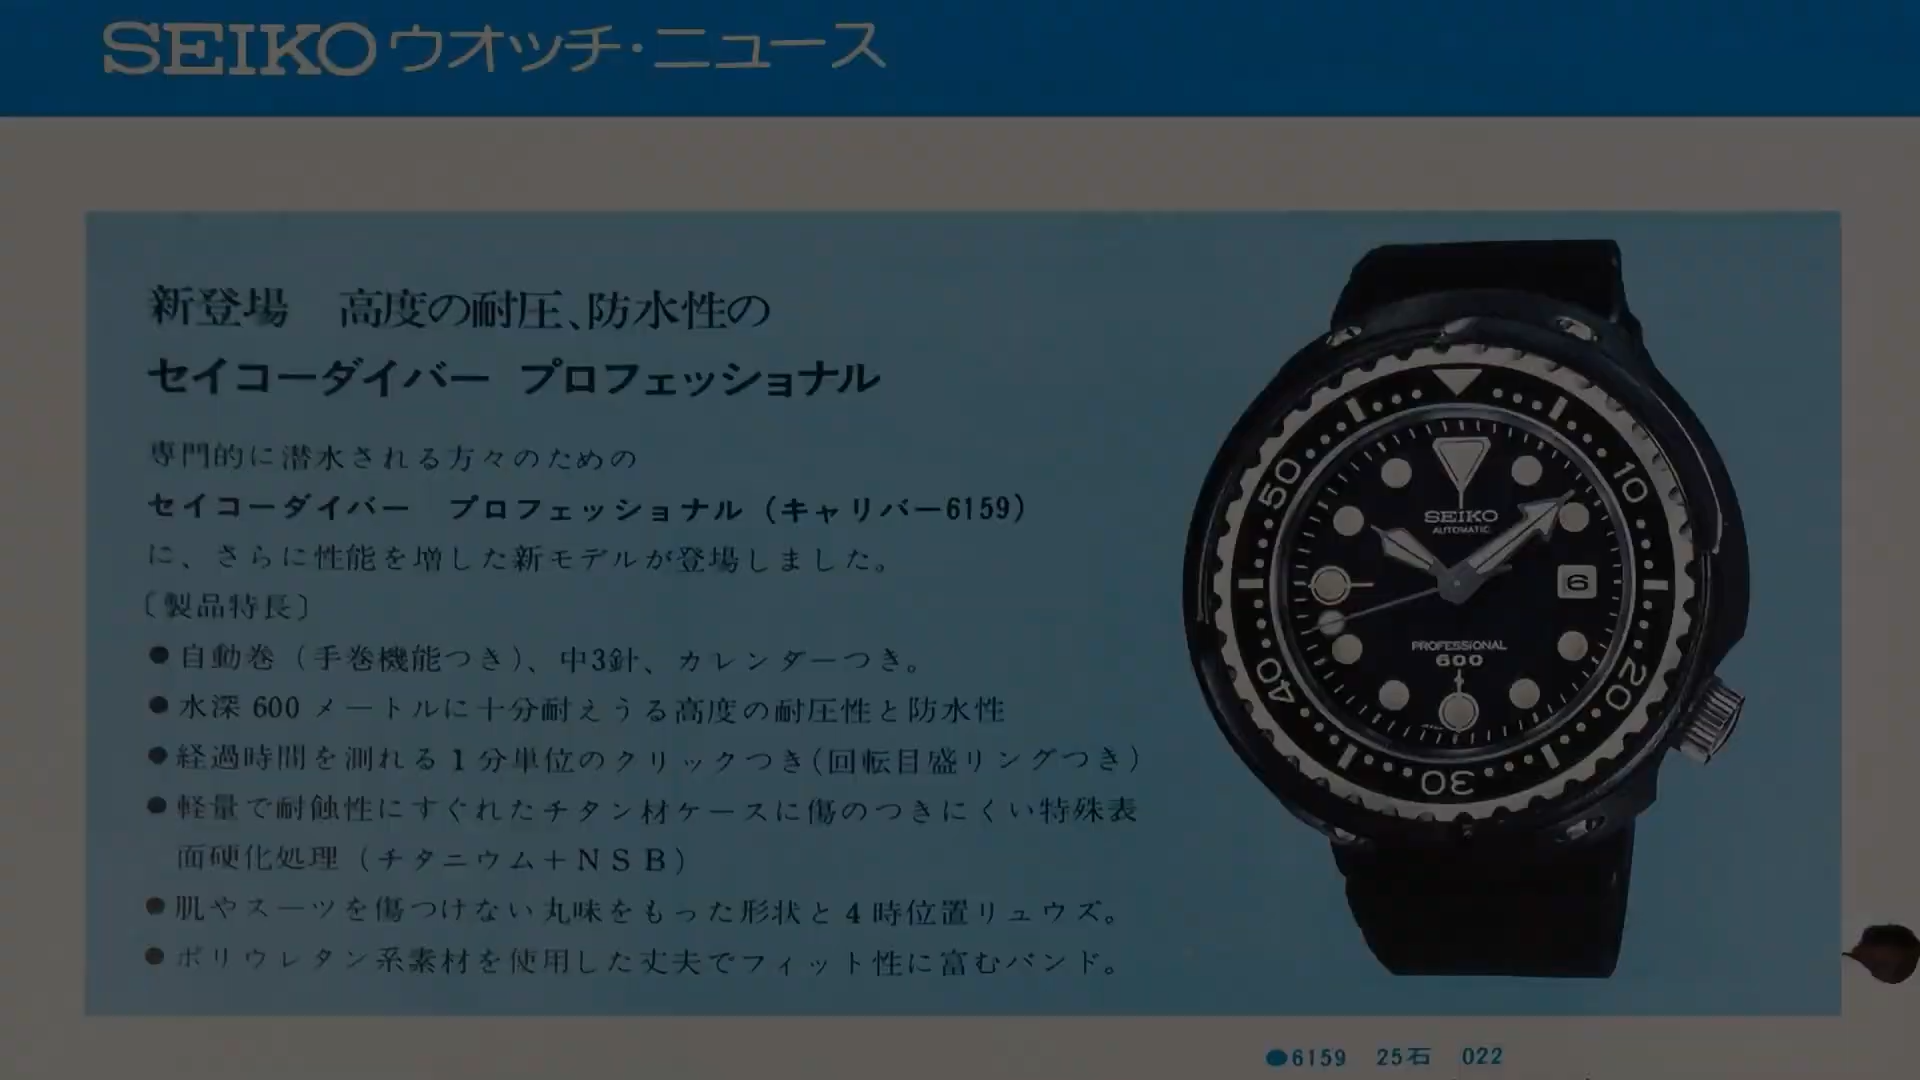 SEIKOウオッチ・ニュース
新登場 高度の耐圧、防水性の
セイコーダイバー プロフェッショナル
専門的に潜水される方々のための
セイコーダイバー プロフェッショナル（キャリバー6159）
に、さらに性能を増した新モデルが登場しました。
〔製品特長〕
●自動巻（手巻機能つき）、中3針、カレンダーつき。
●水深600メートルに十分耐えうる高度の耐圧性と防水性
●経過時間を測れる1分単位のクリックつき（回転目盛リングつき）
●軽量で耐蝕性にすぐれたチタン材ケースに傷のつきにくい特殊表
面硬化処理（チタニウム＋NSB）
●肌やスーツを傷つけない丸味をもった形状と4時位置リュウズ。
●ポリウレタン系素材を使用した丈夫でフィット性に富むバンド。
10
20
30
40
50
SEIKO
AUTOMATIC
6
PROFESSIONAL
600
●6159 25石 022